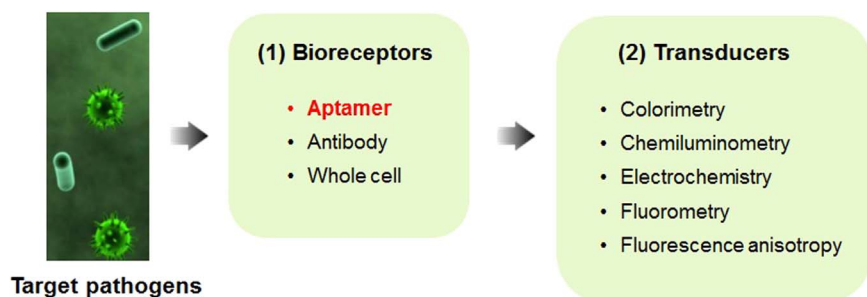 (1) Bioreceptors
• Aptamer
• Antibody
• Whole cell
(2) Transducers
• Colorimetry
• Chemiluminometry
• Electrochemistry
• Fluorometry
• Fluorescence anisotropy
Target pathogens